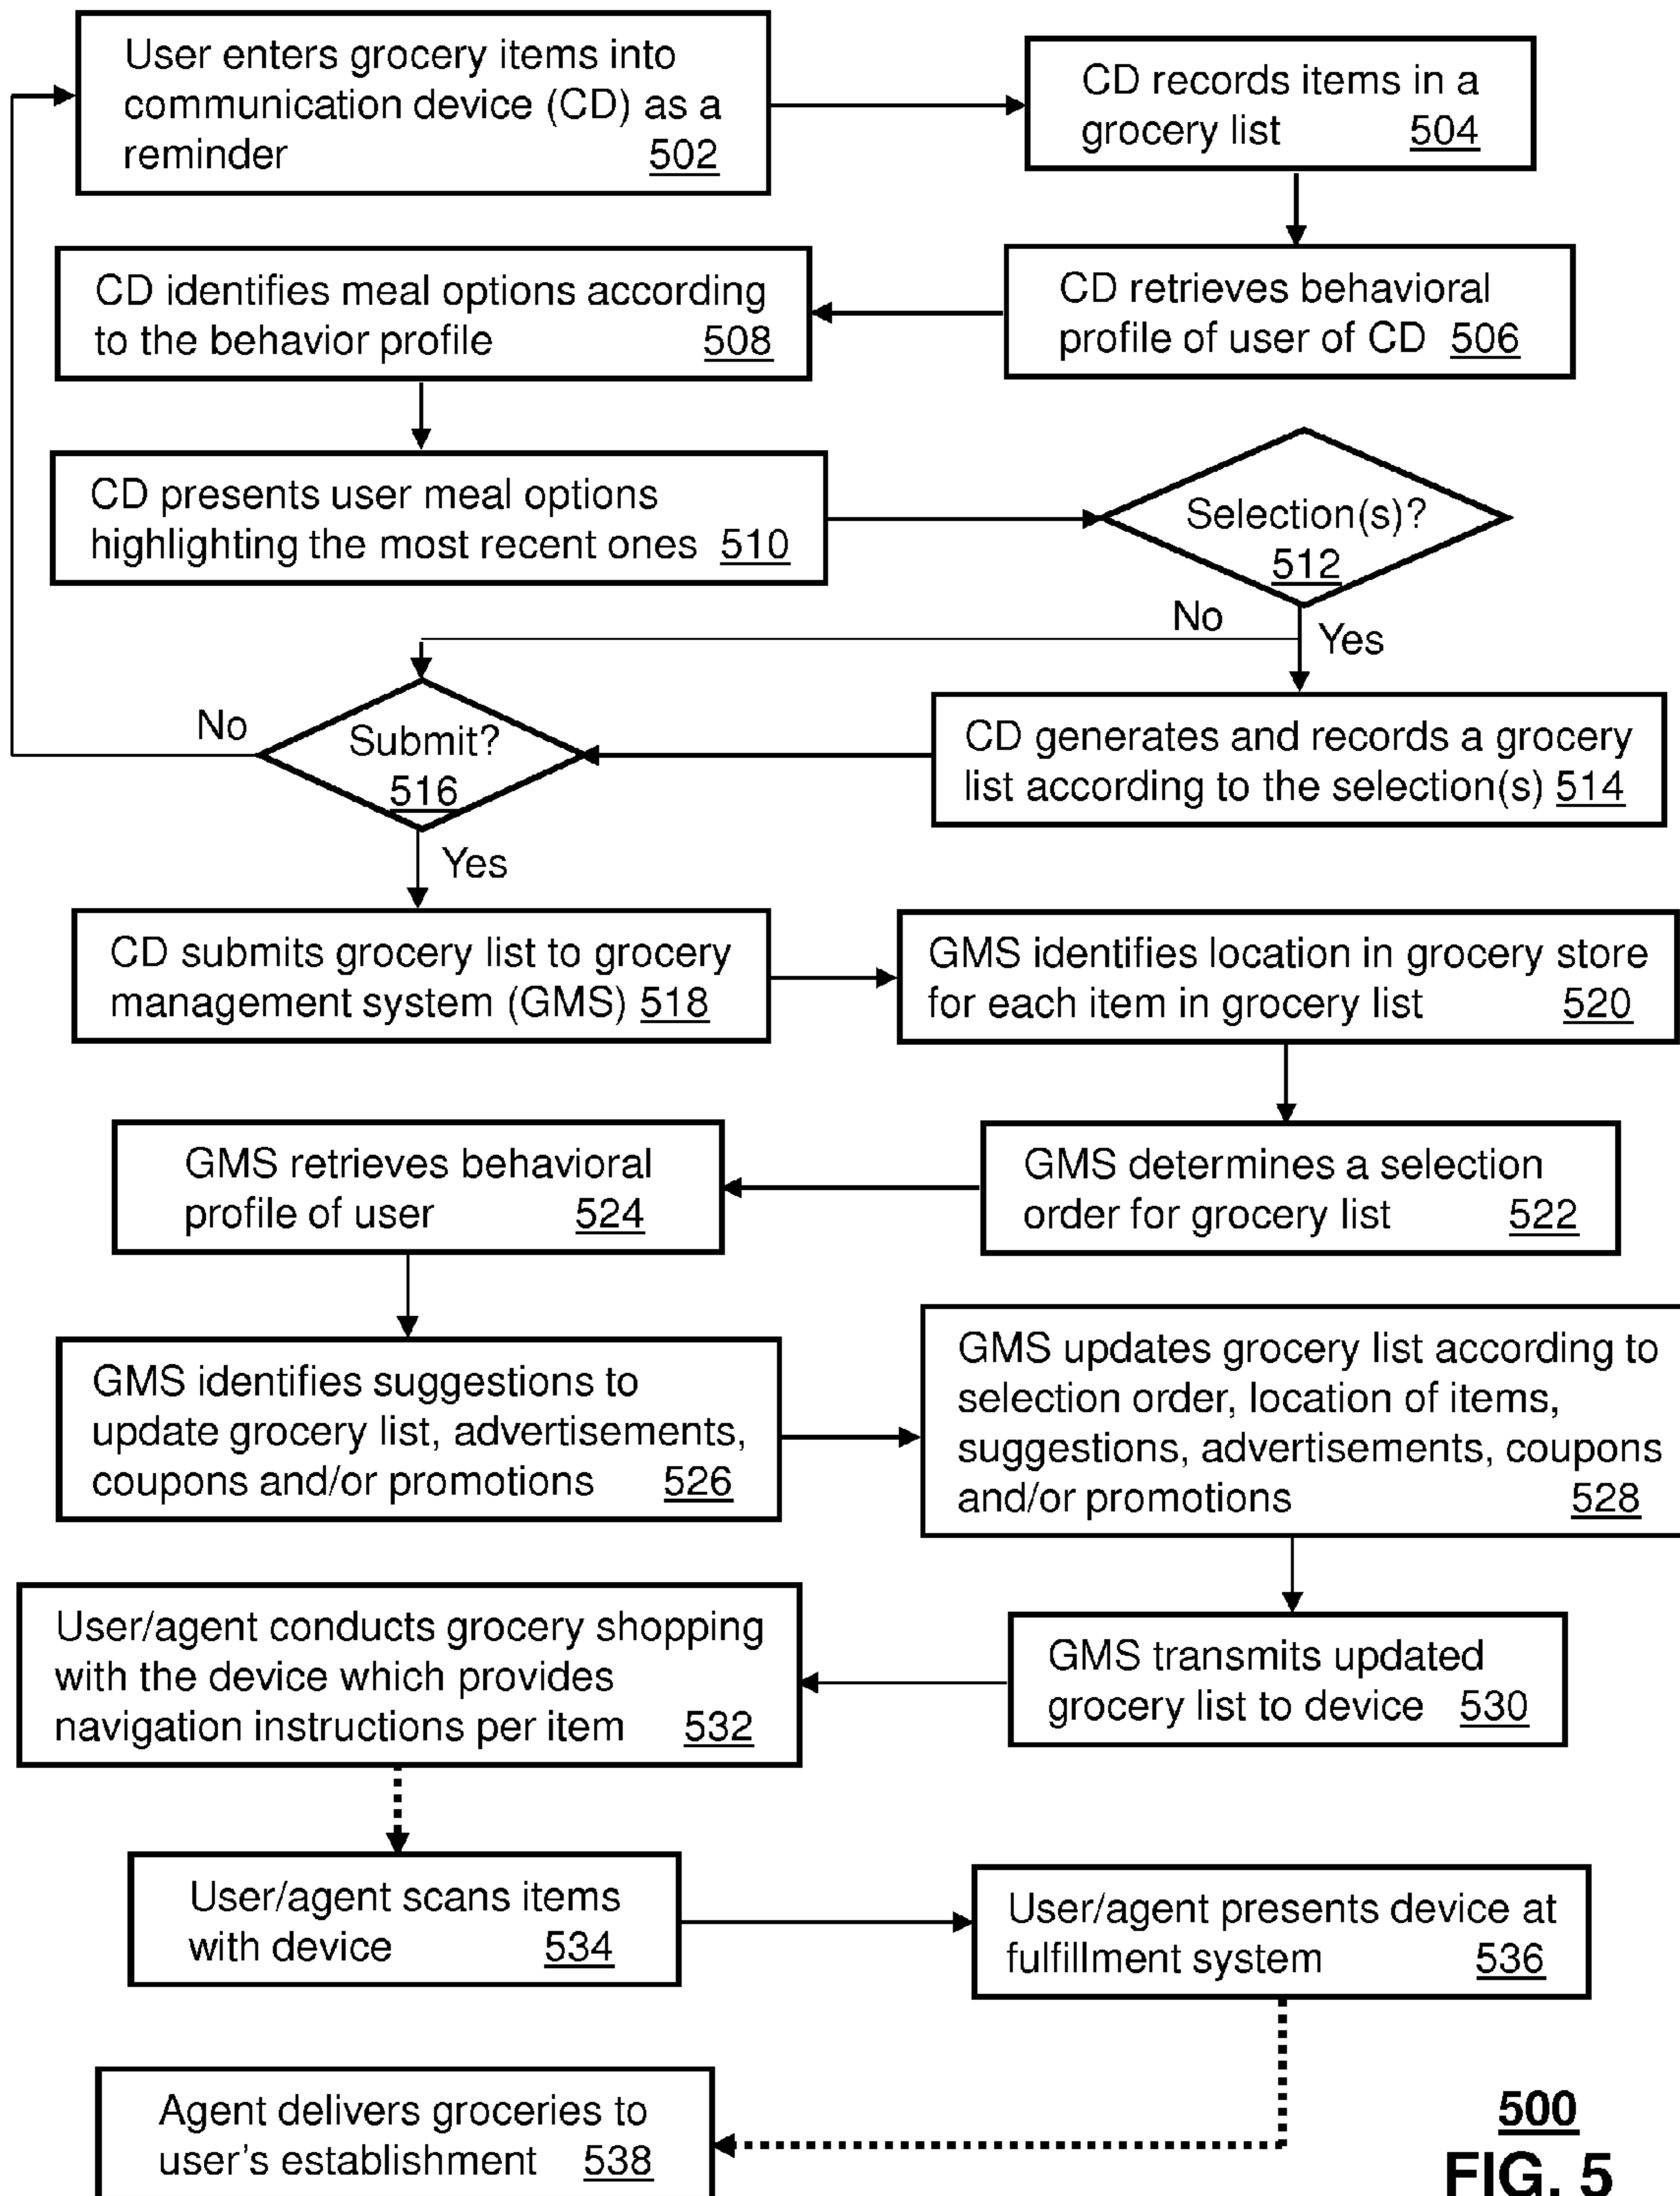 User enters grocery items into
communication device (CD) as a
reminder 502
CD records items in a
grocery list 504
CD retrieves behavioral
profile of user of CD 506
CD identifies meal options according
to the behavior profile 508
CD presents user meal options
highlighting the most recent ones 510
Selection(s)?
512
No
Yes
CD generates and records a grocery
list according to the selection(s) 514
Submit?
516
No
Yes
CD submits grocery list to grocery
management system (GMS) 518
GMS identifies location in grocery store
for each item in grocery list 520
GMS determines a selection
order for grocery list 522
GMS retrieves behavioral
profile of user 524
GMS identifies suggestions to
update grocery list, advertisements,
coupons and/or promotions 526
GMS updates grocery list according to
selection order, location of items,
suggestions, advertisements, coupons
and/or promotions 528
GMS transmits updated
grocery list to device 530
User/agent conducts grocery shopping
with the device which provides
navigation instructions per item 532
User/agent scans items
with device 534
User/agent presents device at
fulfillment system 536
Agent delivers groceries to
user's establishment 538
500
FIG. 5